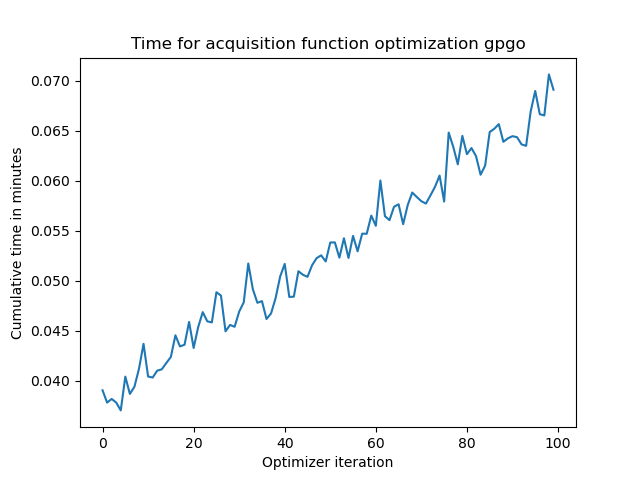 Time for acquisition function optimization gpgo
Cumulative time in minutes
0.070
0.065
0.060
0.055
0.050
0.045
0.040
0 20 40 60 80 100
Optimizer iteration